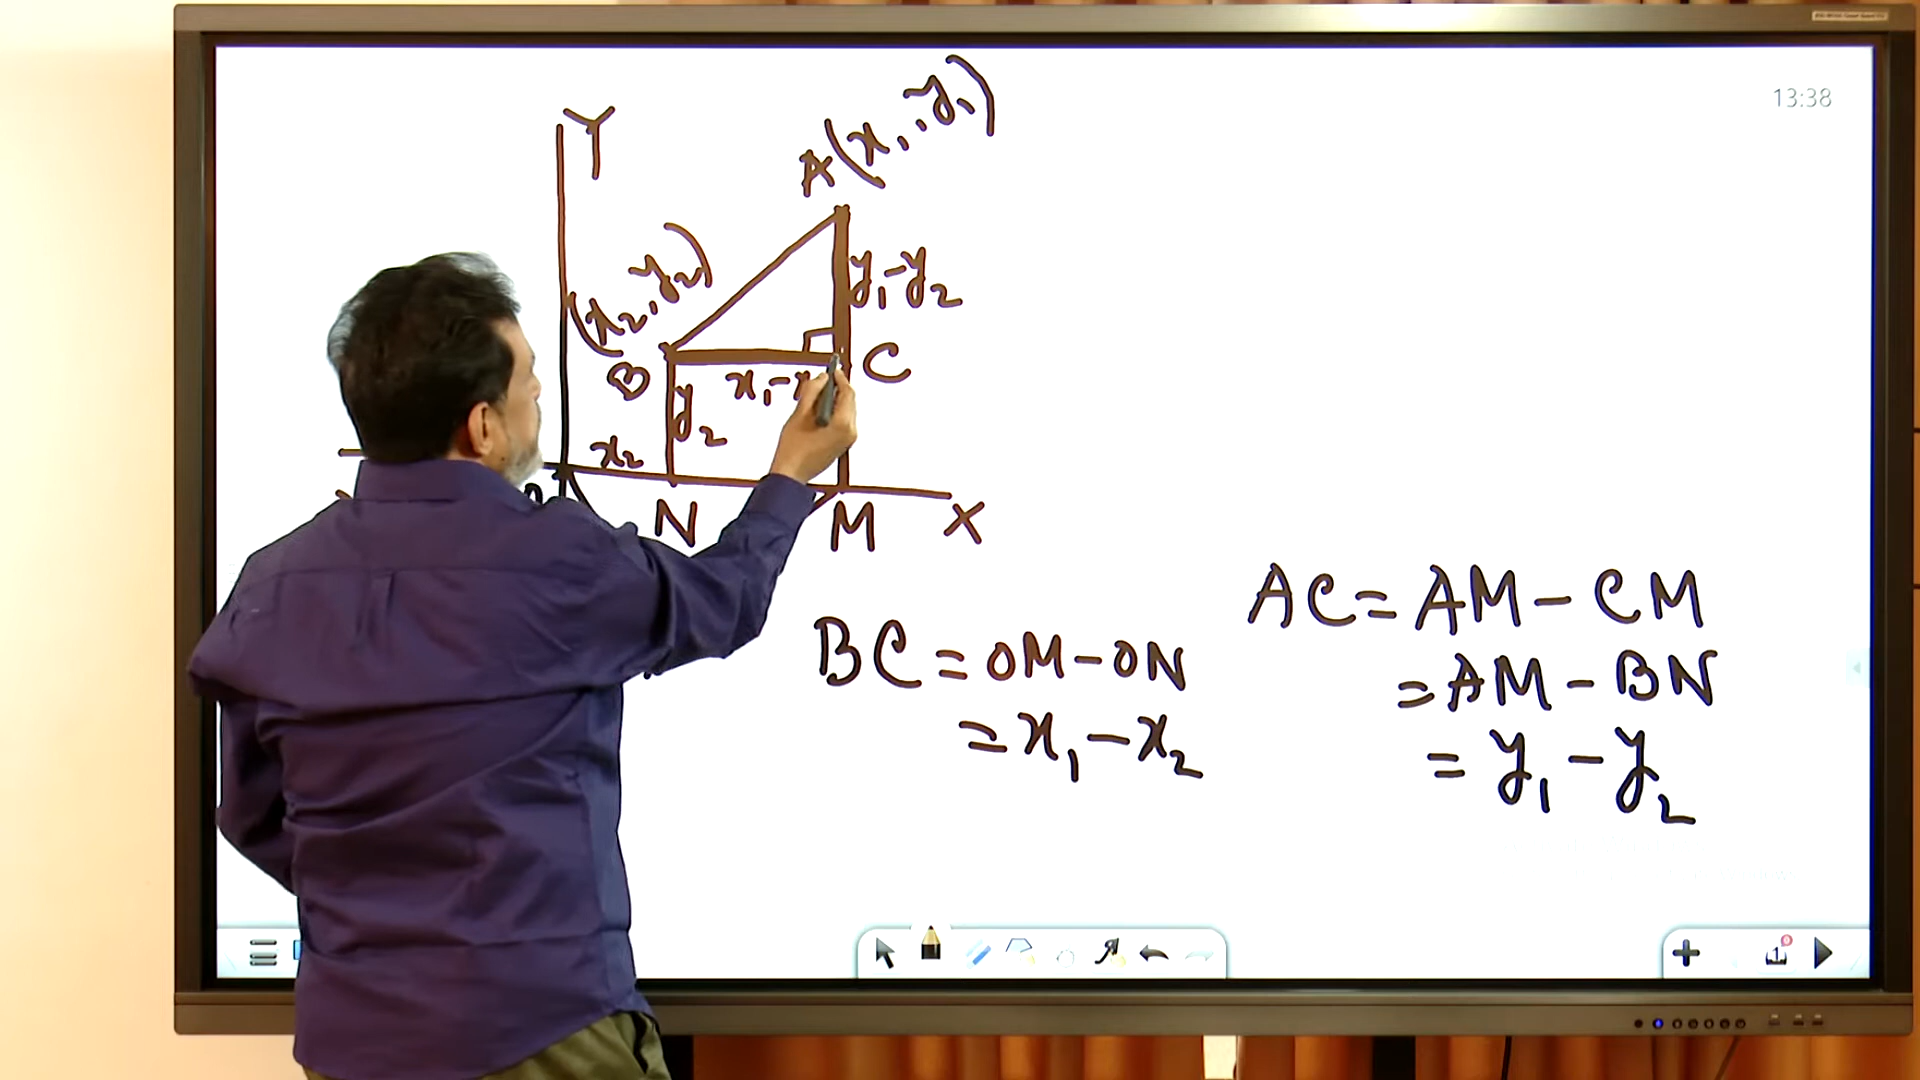 13:38
Y
A(x₁, y₁)
(x₂, y₂)
y₁-y₂
B
C
x₁-x
y₂
x₂
N
M
X
BC = OM - ON
= x₁ - x₂
AC = AM - CM
= AM - BN
= y₁ - y₂